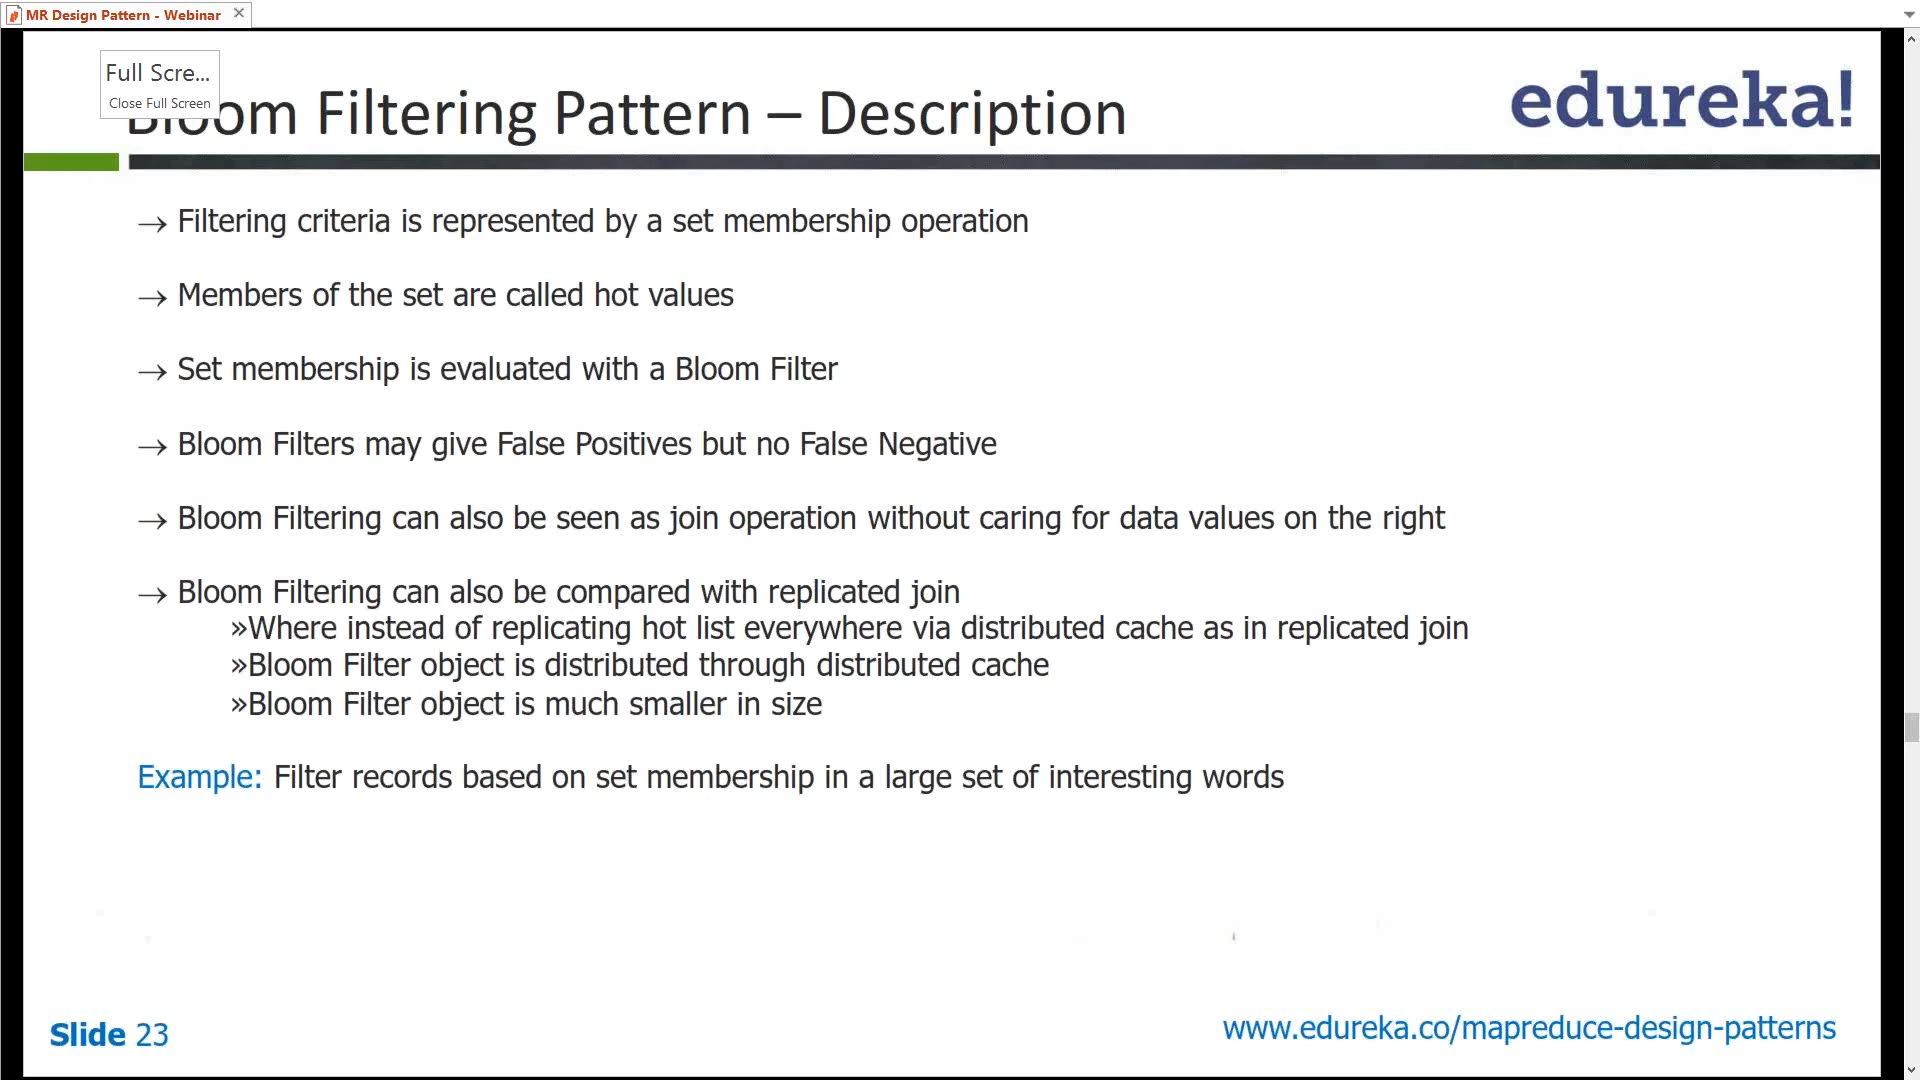 MR Design Pattern - Webinar
Full Scre...
Close Full Screen
Bloom Filtering Pattern – Description
edureka!
→ Filtering criteria is represented by a set membership operation
→ Members of the set are called hot values
→ Set membership is evaluated with a Bloom Filter
→ Bloom Filters may give False Positives but no False Negative
→ Bloom Filtering can also be seen as join operation without caring for data values on the right
→ Bloom Filtering can also be compared with replicated join
»Where instead of replicating hot list everywhere via distributed cache as in replicated join
»Bloom Filter object is distributed through distributed cache
»Bloom Filter object is much smaller in size
Example: Filter records based on set membership in a large set of interesting words
Slide 23
www.edureka.co/mapreduce-design-patterns